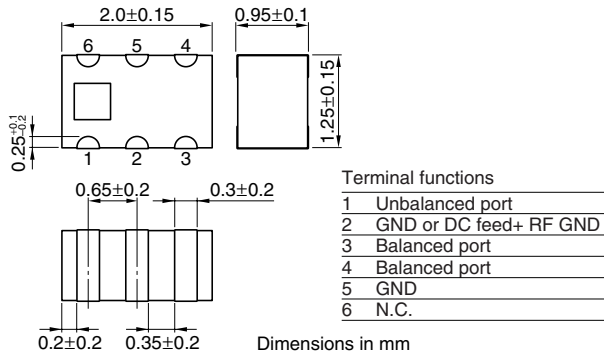 2.0±0.15
0.95±0.1
6 5 4
1.25±0.15
0.25+0.1-0.2
1 2 3
0.65±0.2
0.3±0.2
Terminal functions
1 Unbalanced port
2 GND or DC feed+ RF GND
3 Balanced port
4 Balanced port
5 GND
6 N.C.
0.2±0.2
0.35±0.2
Dimensions in mm